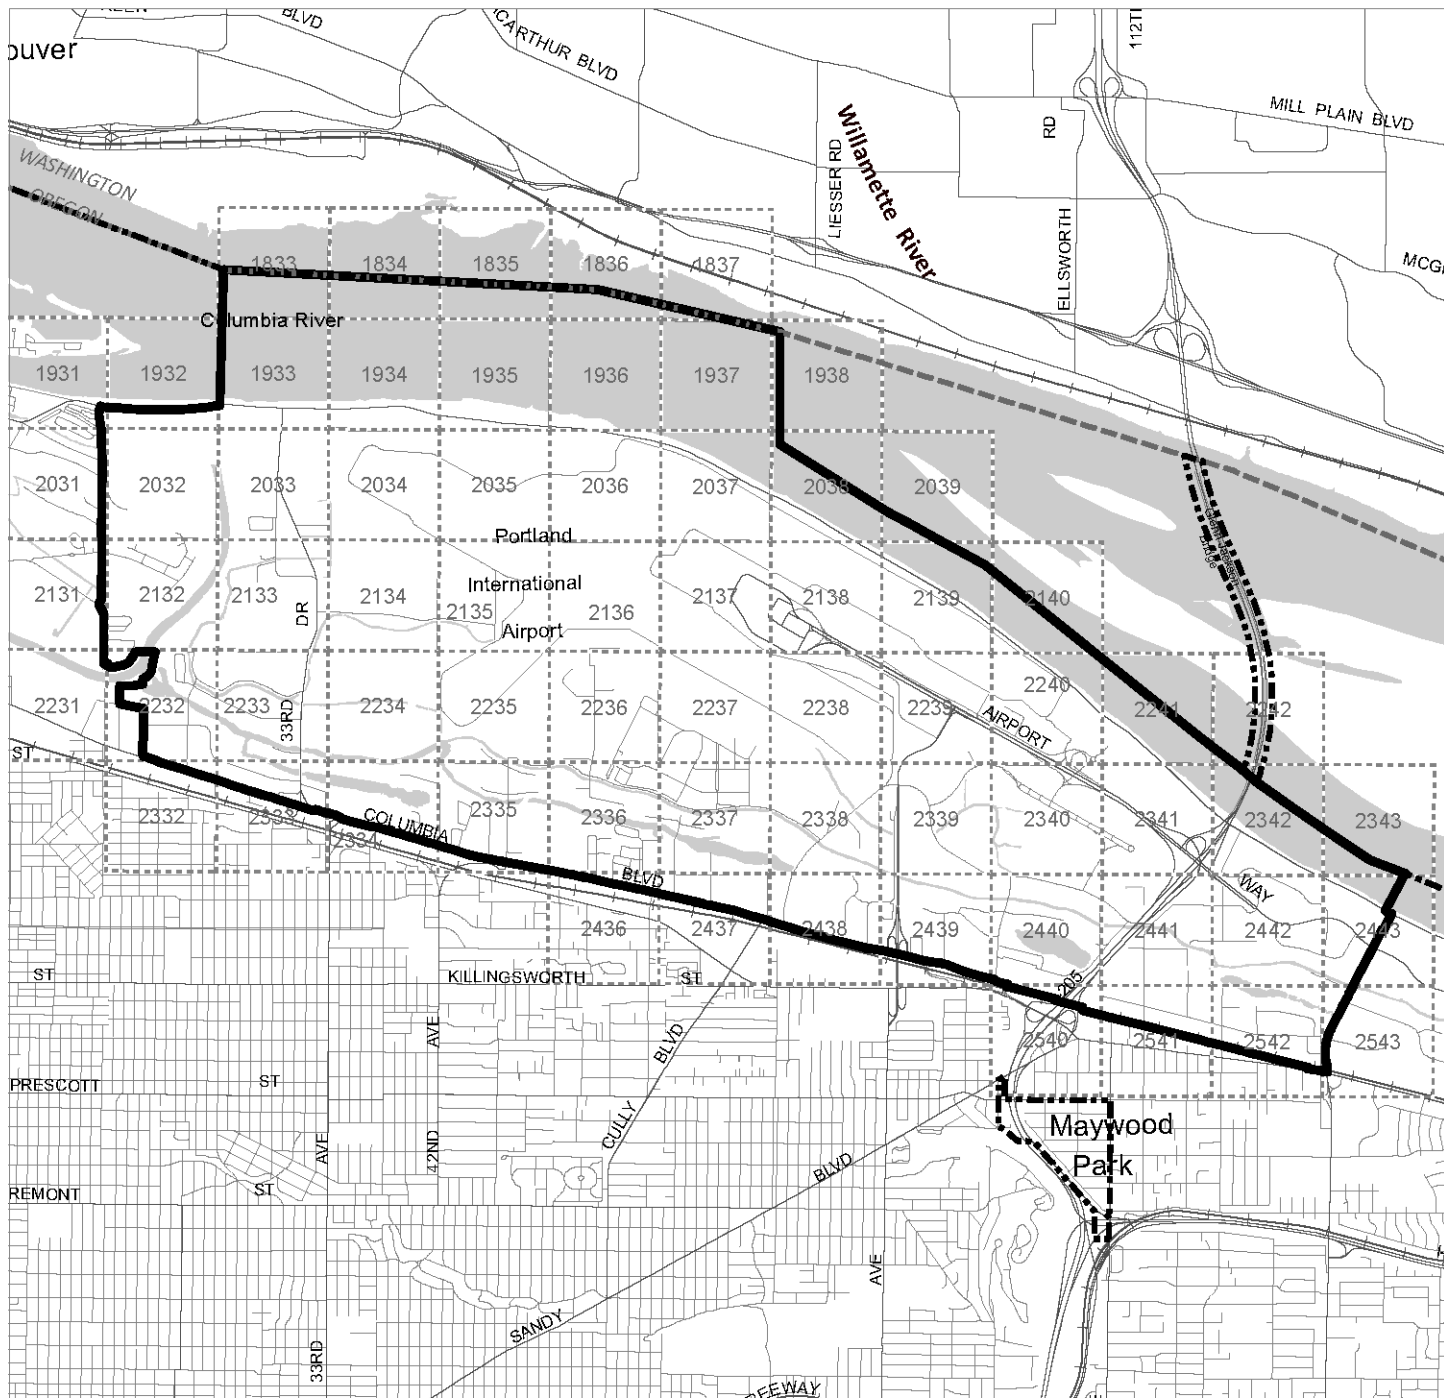 BLVD
CARTHUR BLVD
112TH
ouver
MILL PLAIN BLVD
RD
LIESSER RD
Willamette River
WASHINGTON
OREGON
ELLSWORTH
MCG
1833 1834 1835 1836 1837
Columbia River
1931 1932 1933 1934 1935 1936 1937 1938
2031 2032 2033 2034 2035 2036 2037 2038 2039
Portland
International
Airport
Glenn Jackson
Bridge
2131 2132 2133 2134 2135 2136 2137 2138 2139 2140
DR
33RD
2231 2232 2233 2234 2235 2236 2237 2238 2239 2240 2241 2242
AIRPORT
ST
2332 2333 2334 2335 2336 2337 2338 2339 2340 2341 2342 2343
COLUMBIA
BLVD
WAY
2436 2437 2438 2439 2440 2441 2442 2443
ST
KILLINGSWORTH ST
205
AVE
BLVD
2540 2541 2542 2543
PRESCOTT
ST
CULLY
AVE
42ND
Maywood
Park
BLVD
REMONT
ST
AVE
SANDY
33RD
REEWAY